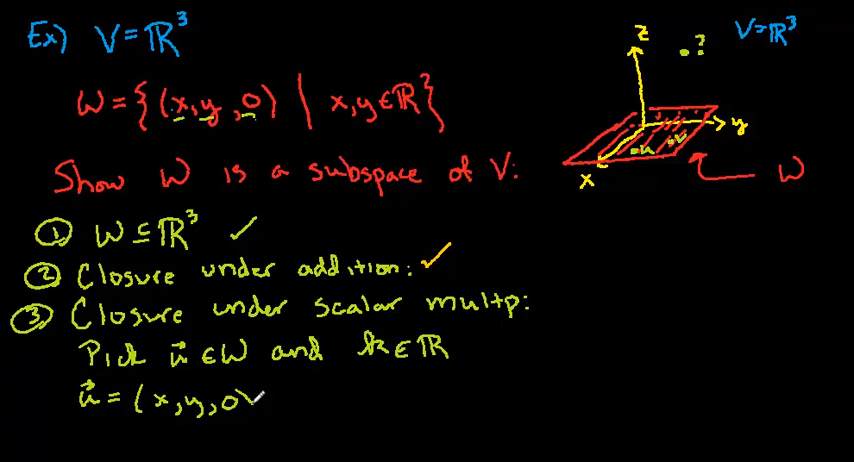 Ex) V = ℝ³
W = { (x, y, 0) | x, y ∈ ℝ }
Show W is a subspace of V:
① W ⊆ ℝ³ ✓
② Closure under addition: ✓
③ Closure under scalar multp:
Pick u⃗ ∈ W and k ∈ ℝ
u⃗ = (x, y, 0)
z
.?
V=ℝ³
y
.u
.v
x
W